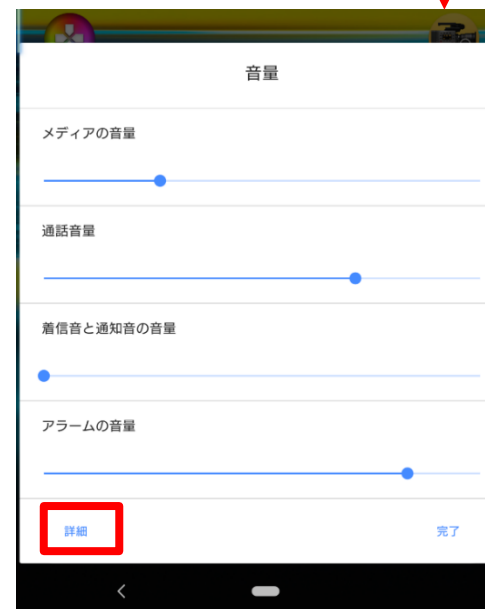 音量
メディアの音量
通話音量
着信音と通知音の音量
アラームの音量
詳細
完了